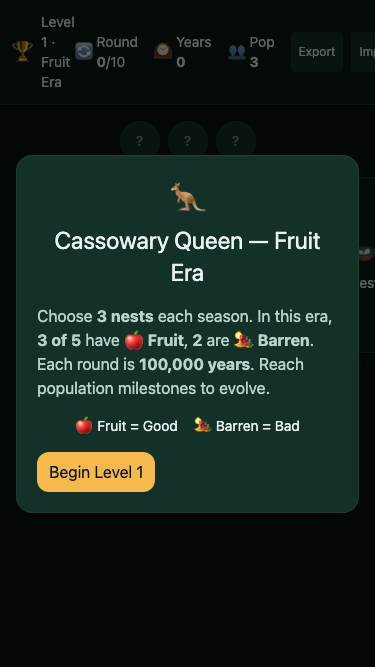 Level
1 ·
Fruit
Era
Round
0/10
Years
0
Pop
3
Export
Im
?
?
?
Cassowary Queen — Fruit
Era
Choose 3 nests each season. In this era,
3 of 5 have 🍎 Fruit, 2 are Barren.
Each round is 100,000 years. Reach
population milestones to evolve.
🍎 Fruit = Good Barren = Bad
Begin Level 1